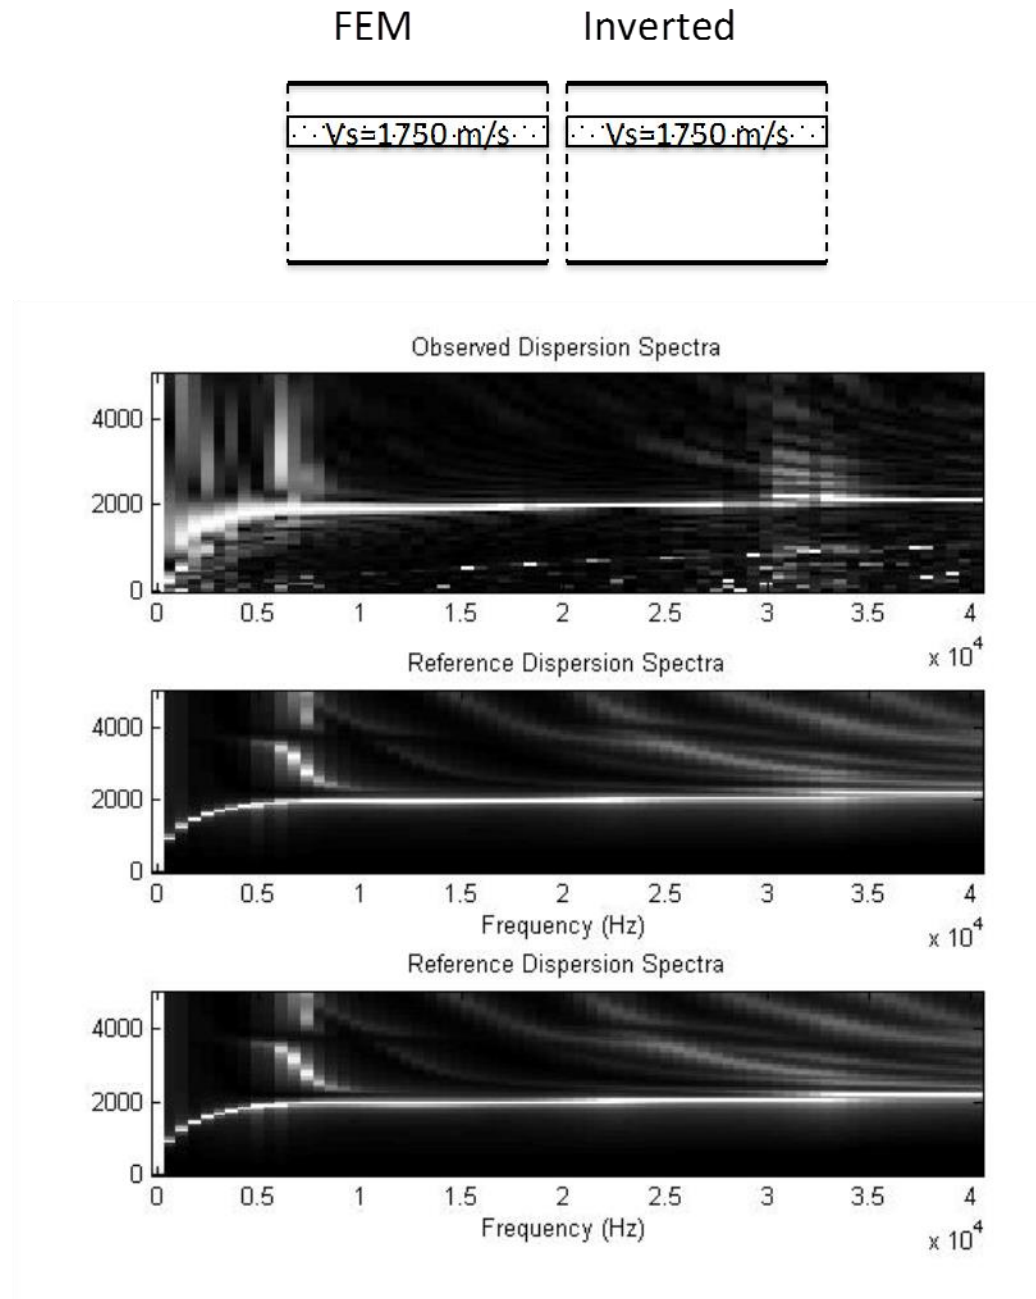 FEM Inverted
Vs=1750 m/s Vs=1750 m/s
Observed Dispersion Spectra
4000
2000
0
0 0.5 1 1.5 2 2.5 3 3.5 4
x 10^4
Reference Dispersion Spectra
4000
2000
0
0 0.5 1 1.5 2 2.5 3 3.5 4
Frequency (Hz)
x 10^4
Reference Dispersion Spectra
4000
2000
0
0 0.5 1 1.5 2 2.5 3 3.5 4
Frequency (Hz)
x 10^4